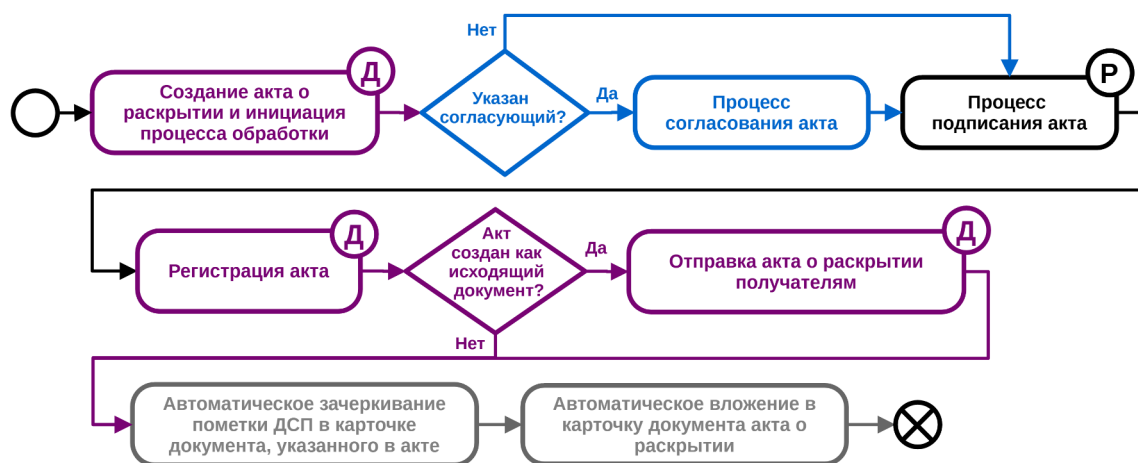 Нет
Д
Р
Создание акта о
раскрытии и инициация
процесса обработки
Указан
согласующий?
Да
Процесс
согласования акта
Процесс
подписания акта
Д
Д
Регистрация акта
Акт
создан как
исходящий
документ?
Да
Отправка акта о раскрытии
получателям
Нет
Автоматическое зачеркивание
пометки ДСП в карточке
документа, указанного в акте
Автоматическое вложение в
карточку документа акта о
раскрытии